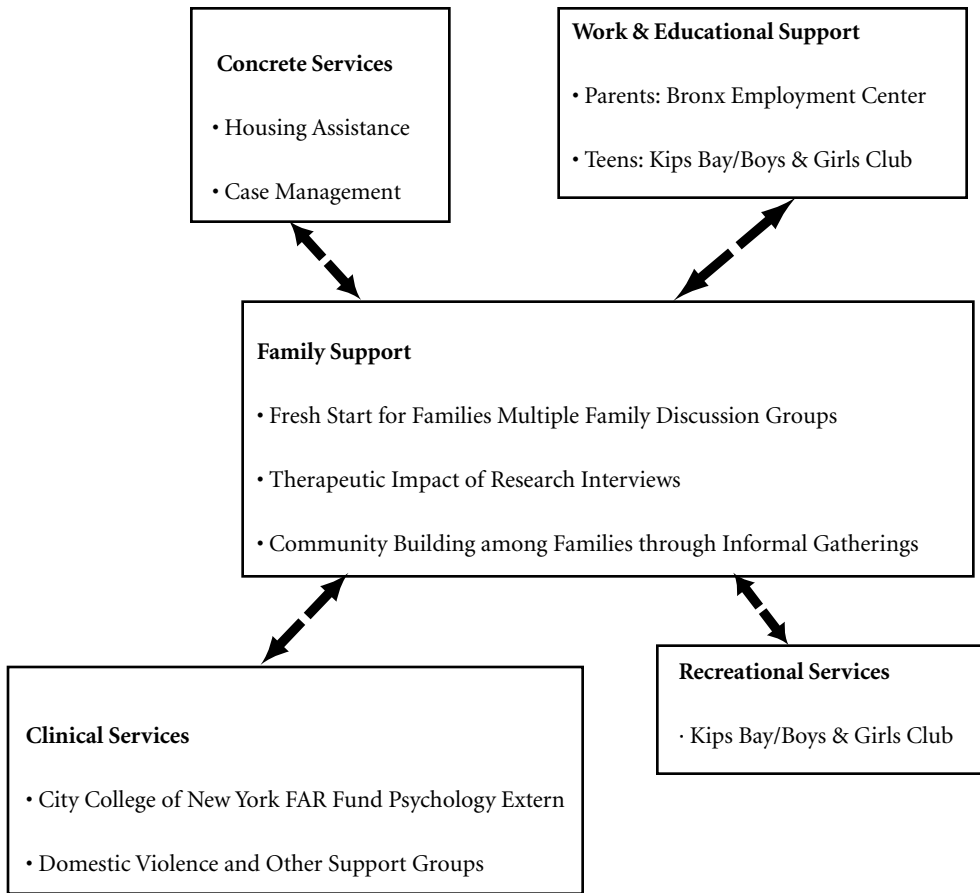 Concrete Services
• Housing Assistance
• Case Management
Work & Educational Support
• Parents: Bronx Employment Center
• Teens: Kips Bay/Boys & Girls Club
Family Support
• Fresh Start for Families Multiple Family Discussion Groups
• Therapeutic Impact of Research Interviews
• Community Building among Families through Informal Gatherings
Clinical Services
• City College of New York FAR Fund Psychology Extern
• Domestic Violence and Other Support Groups
Recreational Services
· Kips Bay/Boys & Girls Club